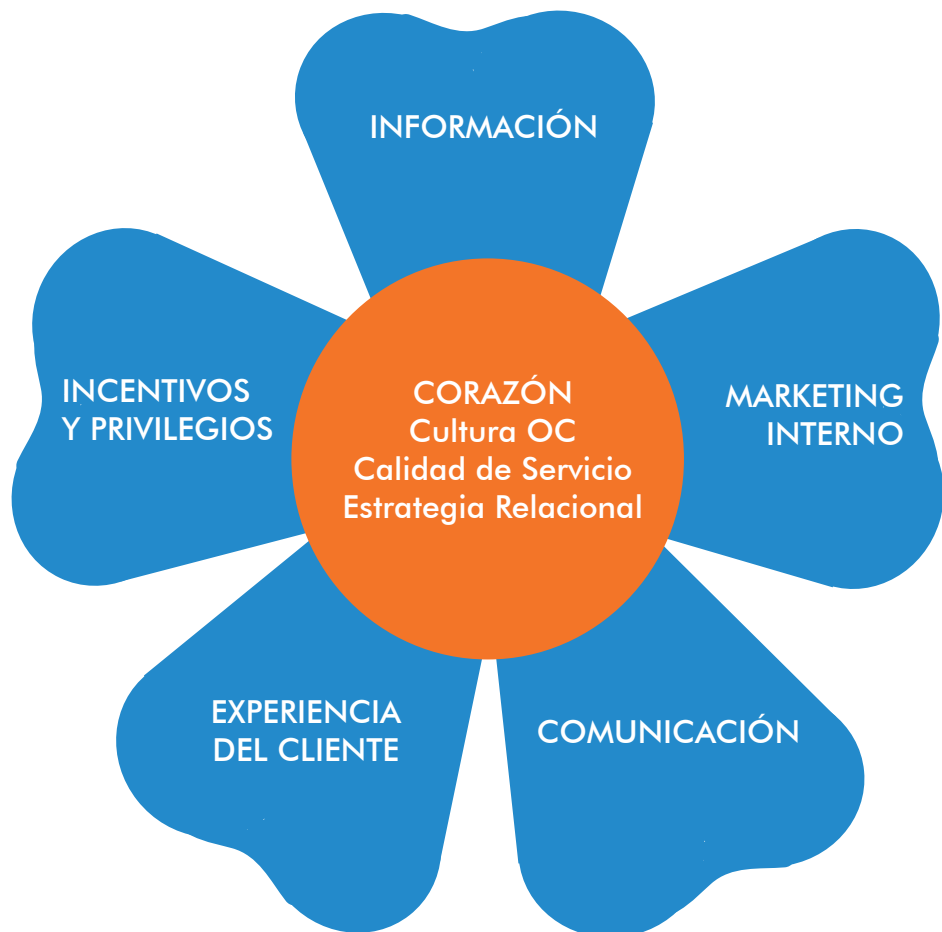 INFORMACIÓN
INCENTIVOS
Y PRIVILEGIOS
CORAZÓN
Cultura OC
Calidad de Servicio
Estrategia Relacional
MARKETING
INTERNO
EXPERIENCIA
DEL CLIENTE
COMUNICACIÓN